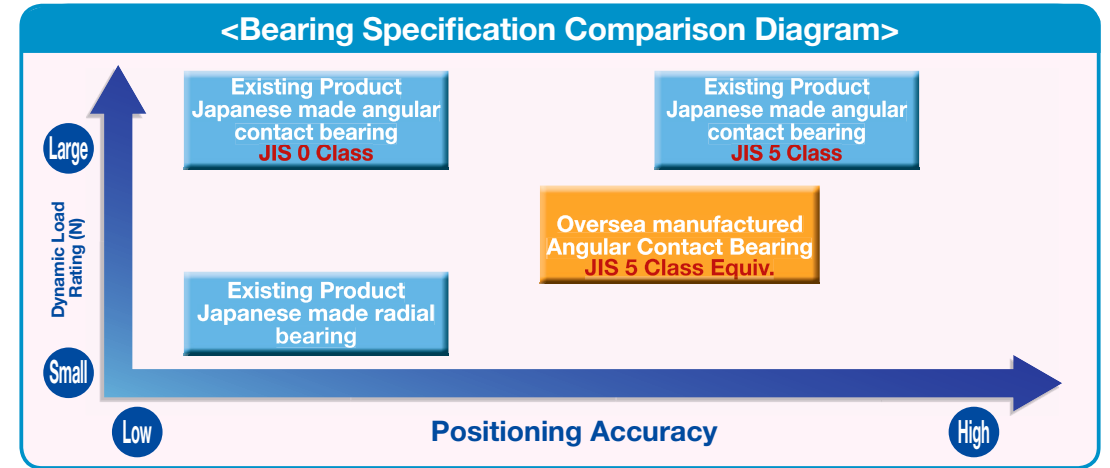 <Bearing Specification Comparison Diagram>
Existing Product
Japanese made angular
contact bearing
JIS 0 Class
Existing Product
Japanese made angular
contact bearing
JIS 5 Class
Large
Oversea manufactured
Angular Contact Bearing
JIS 5 Class Equiv.
Dynamic Load
Rating (N)
Existing Product
Japanese made radial
bearing
Small
Low
Positioning Accuracy
High